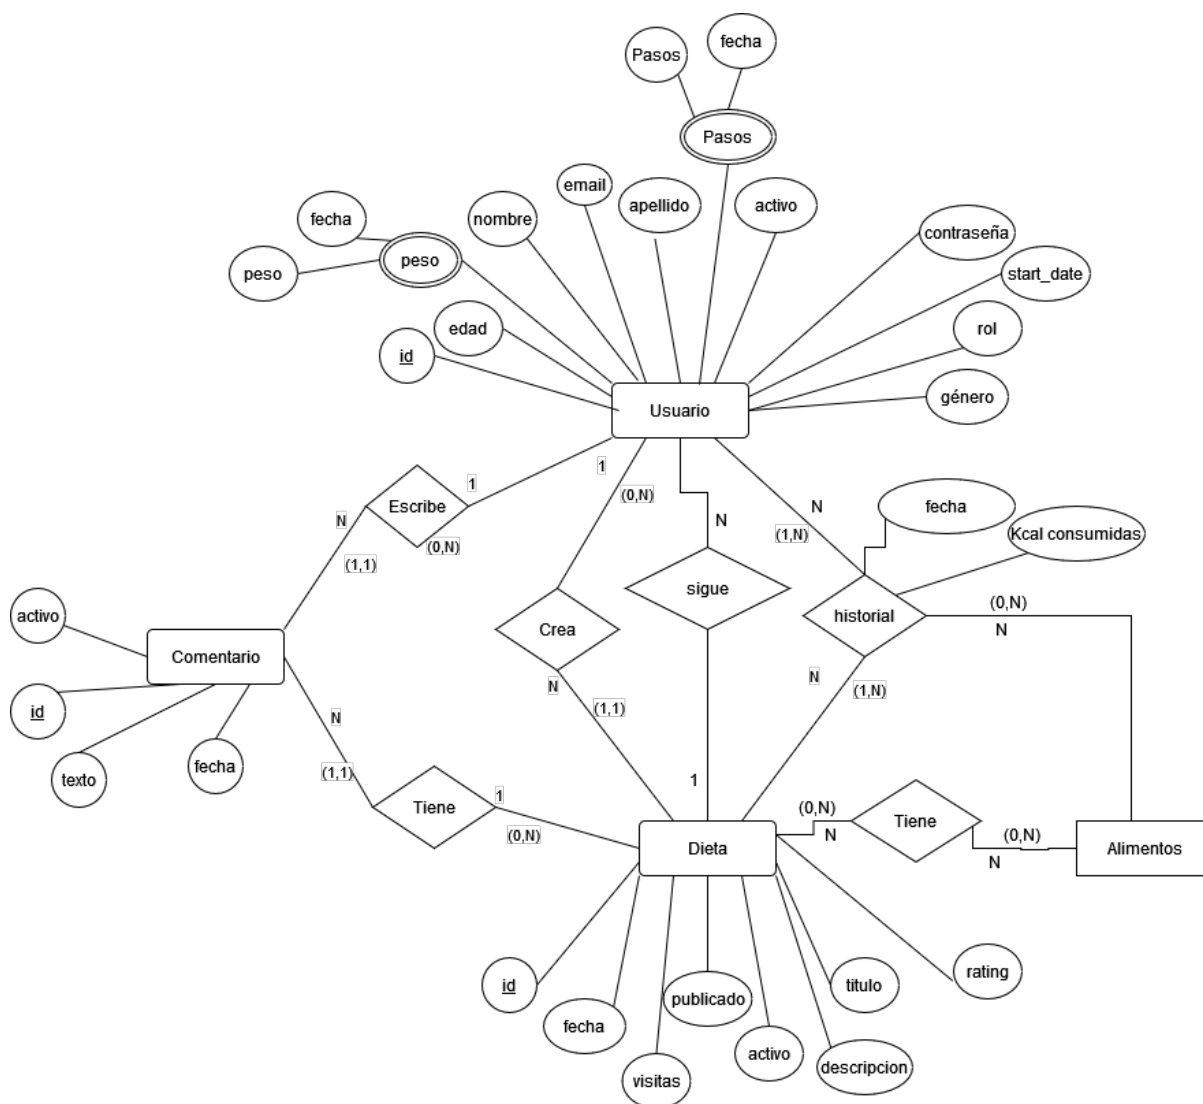 fecha
Pasos
Pasos
email
apellido
activo
nombre
fecha
contraseña
peso
peso
start_date
edad
rol
id
género
Usuario
1
1
(0,N)
N
Escribe
N
(1,1)
(0,N)
N
(1,N)
N
fecha
Kcal consumidas
sigue
activo
Crea
historial
(0,N)
N
Comentario
N
N
(1,N)
id
N
(1,1)
texto
fecha
(1,1)
1
1
Tiene
(0,N)
(0,N)
N
Tiene
(0,N)
N
Dieta
Alimentos
id
fecha
visitas
publicado
activo
titulo
descripcion
rating